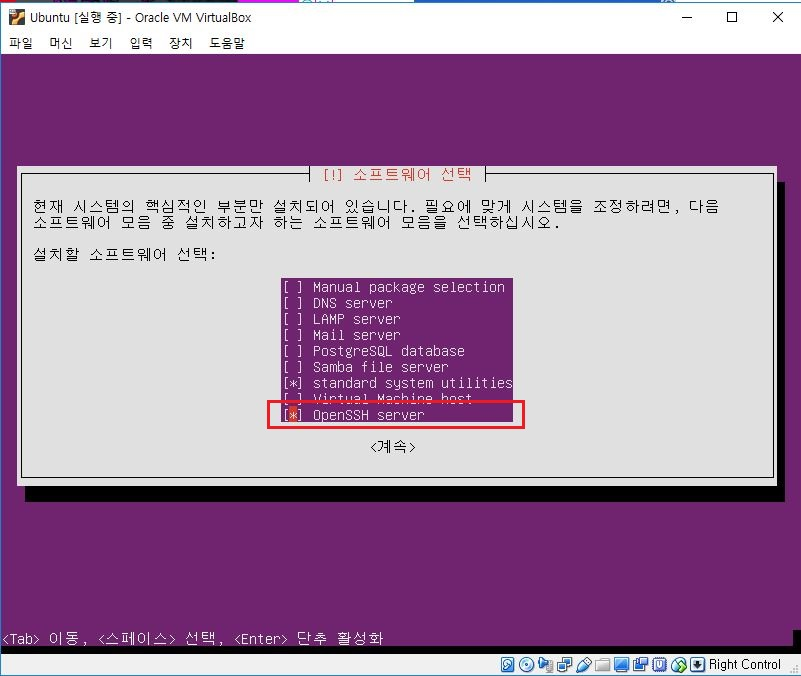 Ubuntu [실행 중] - Oracle VM VirtualBox
파일 머신 보기 입력 장치 도움말
[!] 소프트웨어 선택
현재 시스템의 핵심적인 부분만 설치되어 있습니다. 필요에 맞게 시스템을 조정하려면, 다음
소프트웨어 모음 중 설치하고자 하는 소프트웨어 모음을 선택하십시오.
설치할 소프트웨어 선택:
[ ] Manual package selection
[ ] DNS server
[ ] LAMP server
[ ] Mail server
[ ] PostgreSQL database
[ ] Samba file server
[*] standard system utilities
[ ] Virtual Machine host
[*] OpenSSH server
<계속>
<Tab> 이동, <스페이스> 선택, <Enter> 단추 활성화
Right Control